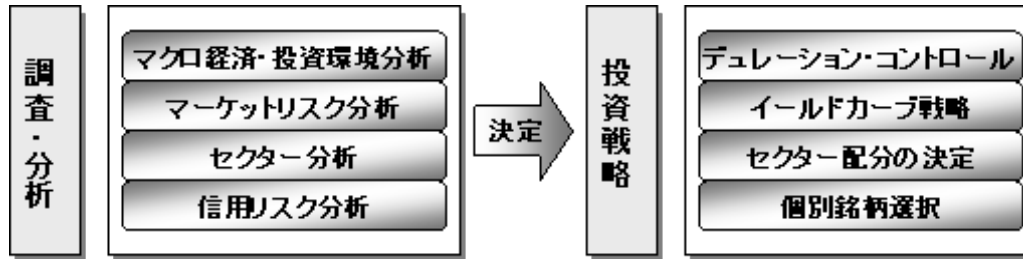 調査・分析
マクロ経済・投資環境分析
マーケットリスク分析
セクター分析
信用リスク分析
決定
投資戦略
デュレーション・コントロール
イールドカーブ戦略
セクター配分の決定
個別銘柄選択